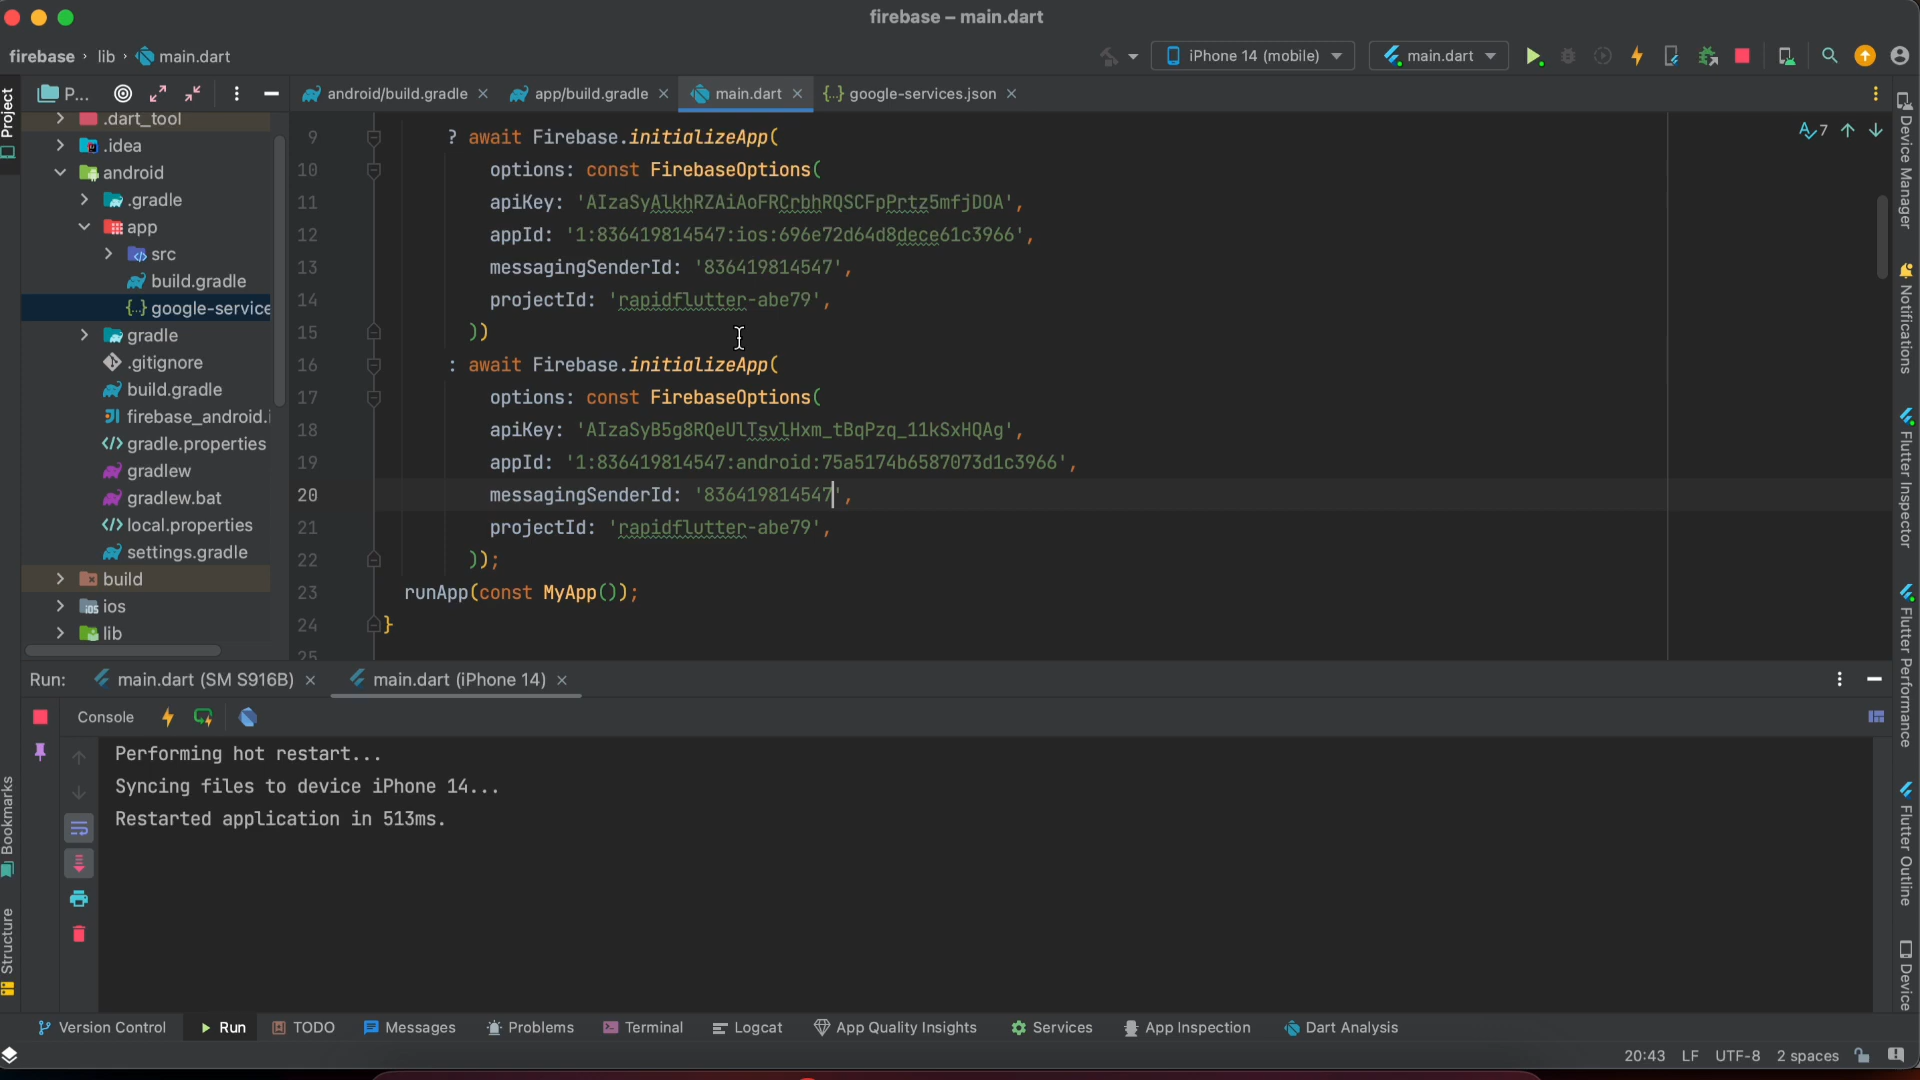 firebase – main.dart
firebase › lib › main.dart
iPhone 14 (mobile)
main.dart
Project
P...
android/build.gradle
app/build.gradle
main.dart
{..} google-services.json
.dart_tool
.idea
android
.gradle
app
src
build.gradle
{..} google-service
gradle
.gitignore
build.gradle
firebase_android.i
gradle.properties
gradlew
gradlew.bat
local.properties
settings.gradle
build
ios
lib
7
9 ? await Firebase.initializeApp(
10 options: const FirebaseOptions(
11 apiKey: 'AIzaSyAlkhRZAiAoFRCrbhRQSCFpPrtz5mfjDOA',
12 appId: '1:836419814547:ios:696e72d64d8dece61c3966',
13 messagingSenderId: '836419814547',
14 projectId: 'rapidflutter-abe79',
15 ))
16 : await Firebase.initializeApp(
17 options: const FirebaseOptions(
18 apiKey: 'AIzaSyB5g8RQeUlTsvlHxm_tBqPzq_11kSxHQAg',
19 appId: '1:836419814547:android:75a5174b6587073d1c3966',
20 messagingSenderId: '836419814547',
21 projectId: 'rapidflutter-abe79',
22 ));
23 runApp(const MyApp());
24 }
25
Device Manager
Notifications
Flutter Inspector
Flutter Performance
Flutter Outline
Device
Run: main.dart (SM S916B) main.dart (iPhone 14)
Console
Performing hot restart...
Syncing files to device iPhone 14...
Restarted application in 513ms.
Bookmarks
Structure
Version Control Run TODO Messages Problems Terminal Logcat App Quality Insights Services App Inspection Dart Analysis
20:43 LF UTF-8 2 spaces